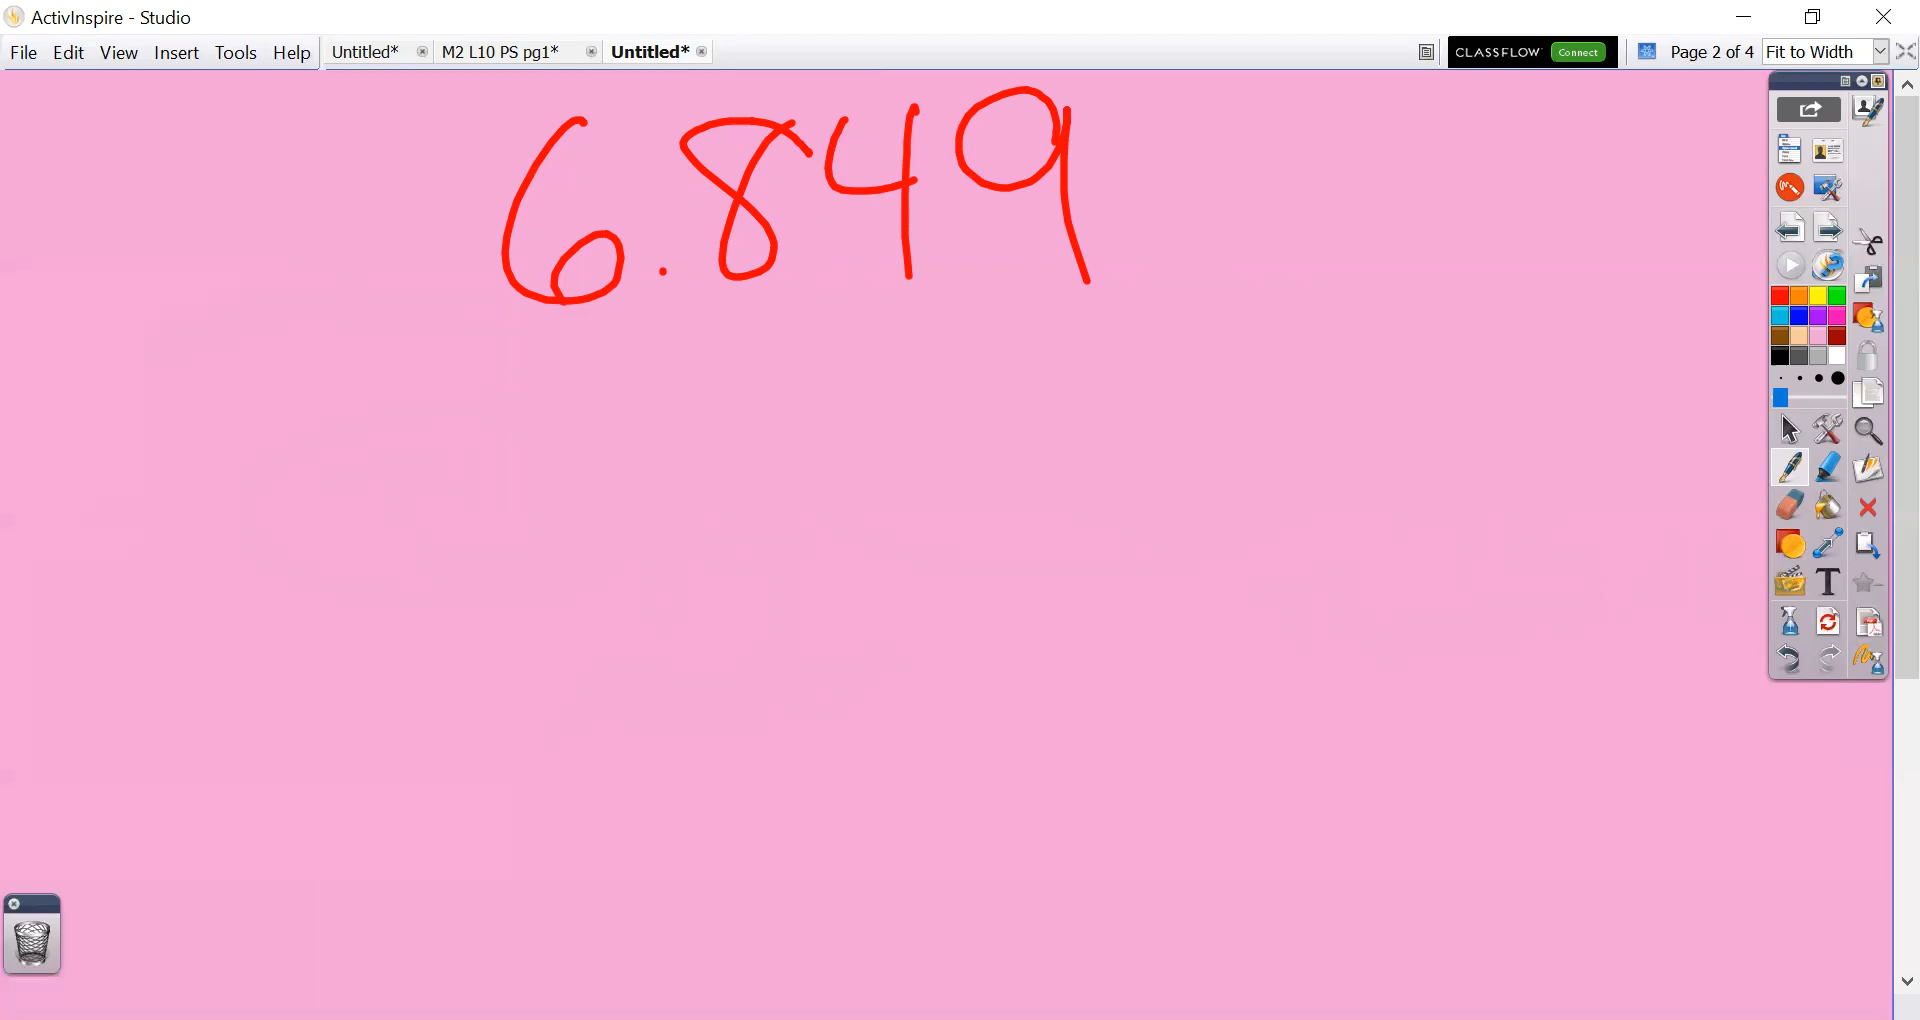 ActivInspire - Studio
File Edit View Insert Tools Help Untitled* M2 L10 PS pg1* Untitled* CLASSFLOW Connect Page 2 of 4 Fit to Width
6.849